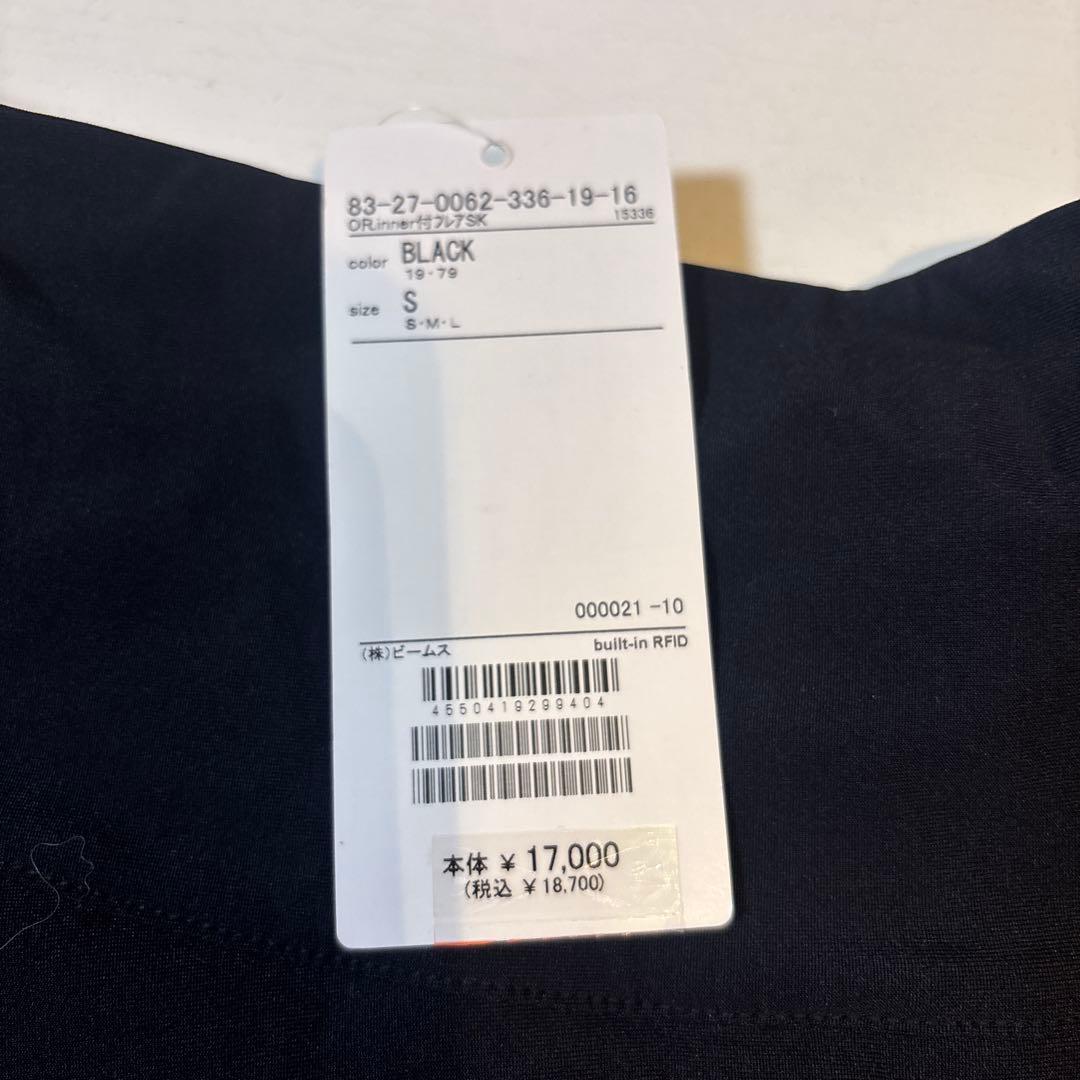 83-27-0062-336-19-16
OR.inner付フレアSK 15336
color BLACK
19・79
size S
S・M・L
000021 -10
(株)ビームス built-in RFID
4550419299404
本体 ¥ 17,000
(税込 ¥ 18,700)